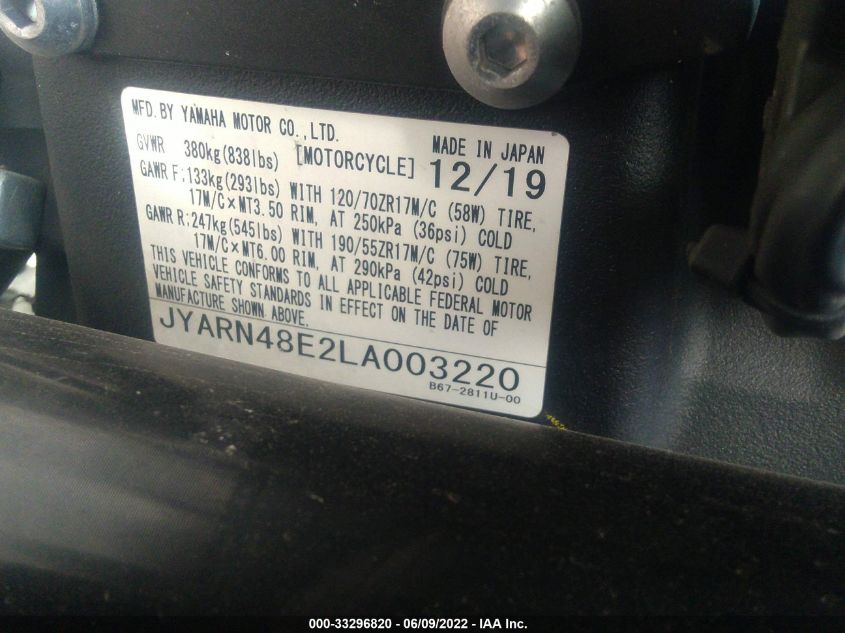 MFD. BY YAMAHA MOTOR CO., LTD.
MADE IN JAPAN
GVWR 380kg(838lbs) [MOTORCYCLE] 12/19
GAWR F:133kg(293lbs) WITH 120/70ZR17M/C (58W) TIRE,
17M/C×MT3.50 RIM, AT 250kPa (36psi) COLD
GAWR R:247kg(545lbs) WITH 190/55ZR17M/C (75W) TIRE,
17M/C×MT6.00 RIM, AT 290kPa (42psi) COLD
THIS VEHICLE CONFORMS TO ALL APPLICABLE FEDERAL MOTOR
VEHICLE SAFETY STANDARDS IN EFFECT ON THE DATE OF
MANUFACTURE SHOWN ABOVE.
JYARN48E2LA003220
B67-2811U-00
000-33296820 - 06/09/2022 - IAA Inc.